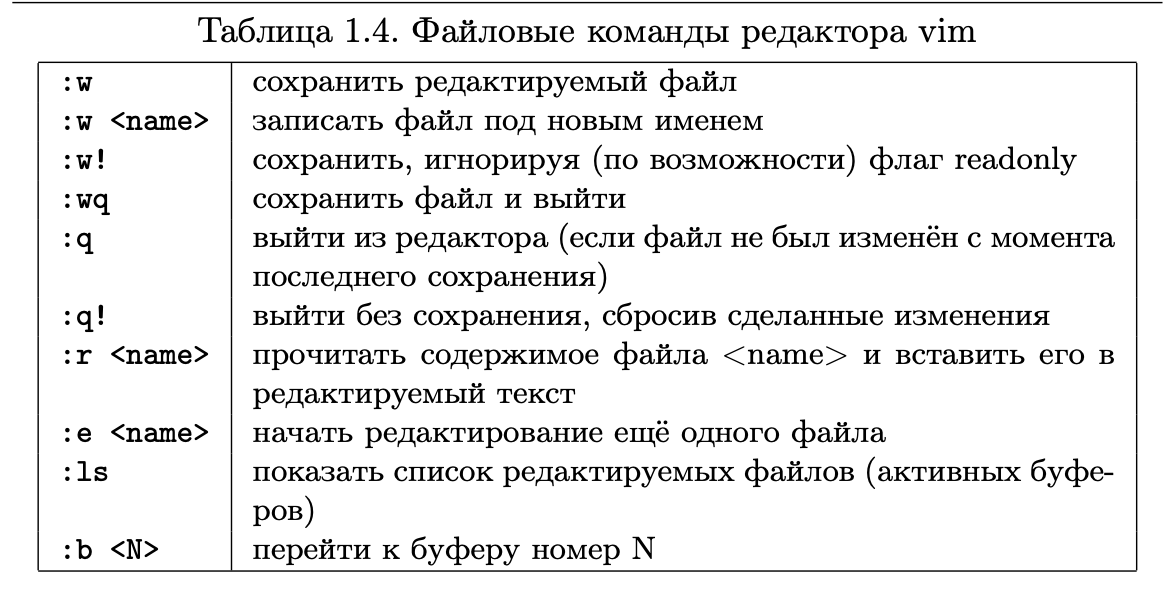 Таблица 1.4. Файловые команды редактора vim
:w сохранить редактируемый файл
:w <name> записать файл под новым именем
:w! сохранить, игнорируя (по возможности) флаг readonly
:wq сохранить файл и выйти
:q выйти из редактора (если файл не был изменён с момента
последнего сохранения)
:q! выйти без сохранения, сбросив сделанные изменения
:r <name> прочитать содержимое файла <name> и вставить его в
редактируемый текст
:e <name> начать редактирование ещё одного файла
:ls показать список редактируемых файлов (активных буфе-
ров)
:b <N> перейти к буферу номер N